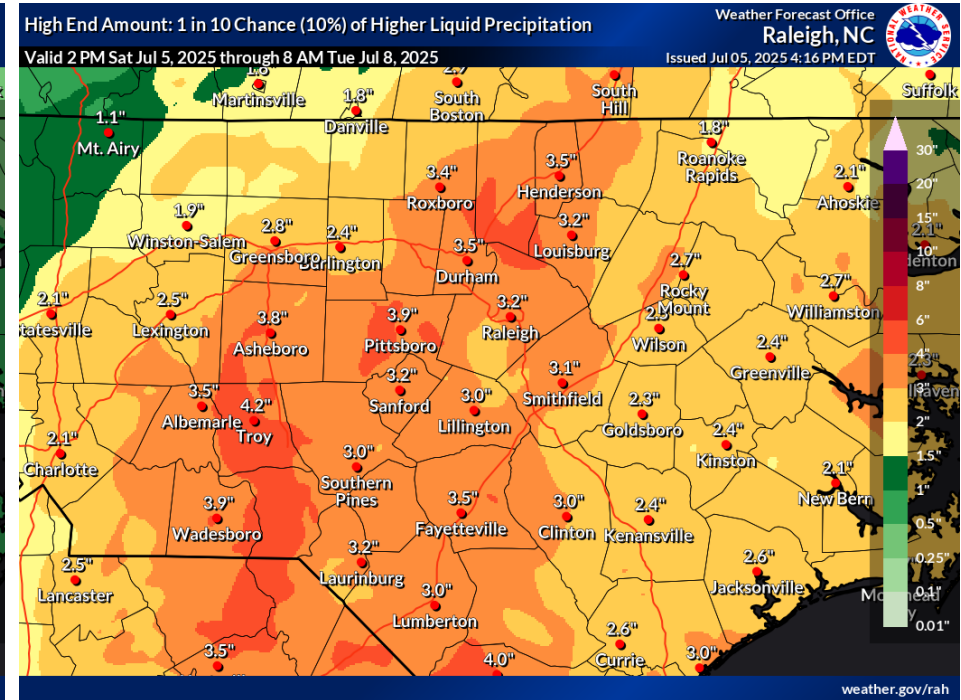 High End Amount: 1 in 10 Chance (10%) of Higher Liquid Precipitation
Valid 2 PM Sat Jul 5, 2025 through 8 AM Tue Jul 8, 2025
Weather Forecast Office
Raleigh, NC
Issued Jul 05, 2025 4:16 PM EDT
NATIONAL WEATHER SERVICE
Martinsville
1.8"
Danville
South
Boston
South
Hill
Suffolk
1.1"
Mt. Airy
3.4"
Roxboro
3.5"
Henderson
1.8"
Roanoke
Rapids
2.1"
Ahoskie
1.9"
Winston-Salem
2.8"
Greensboro
2.4"
Burlington
3.5"
Durham
3.2"
Louisburg
2.1"
denton
2.1"
tatesville
2.5"
Lexington
3.8"
Asheboro
3.9"
Pittsboro
3.2"
Raleigh
2.7"
Rocky
Mount
Wilson
2.7"
Williamston
2.4"
Greenville
2.3"
lhaven
3.5"
Albemarle
4.2"
Troy
3.2"
Sanford
3.0"
Lillington
3.1"
Smithfield
2.3"
Goldsboro
2.4"
Kinston
2.1"
Charlotte
3.0"
Southern
Pines
2.1"
New Bern
3.9"
Wadesboro
3.5"
Fayetteville
3.0"
Clinton
2.4"
Kenansville
2.5"
Lancaster
3.2"
Laurinburg
3.0"
Lumberton
2.6"
Jacksonville
3.5"
4.0"
2.6"
Currie
3.0"
30"
20"
15"
10"
8"
6"
4"
3"
2"
1.5"
1"
0.5"
0.25"
0.1"
0.01"
weather.gov/rah